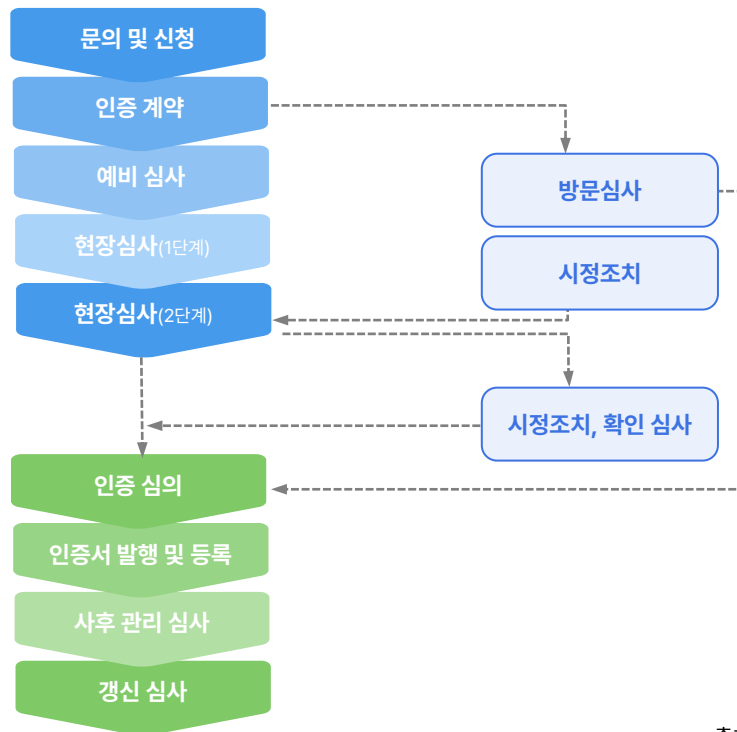 문의 및 신청
인증 계약
예비 심사
현장심사(1단계)
현장심사(2단계)
방문심사
시정조치
시정조치, 확인 심사
인증 심의
인증서 발행 및 등록
사후 관리 심사
갱신 심사